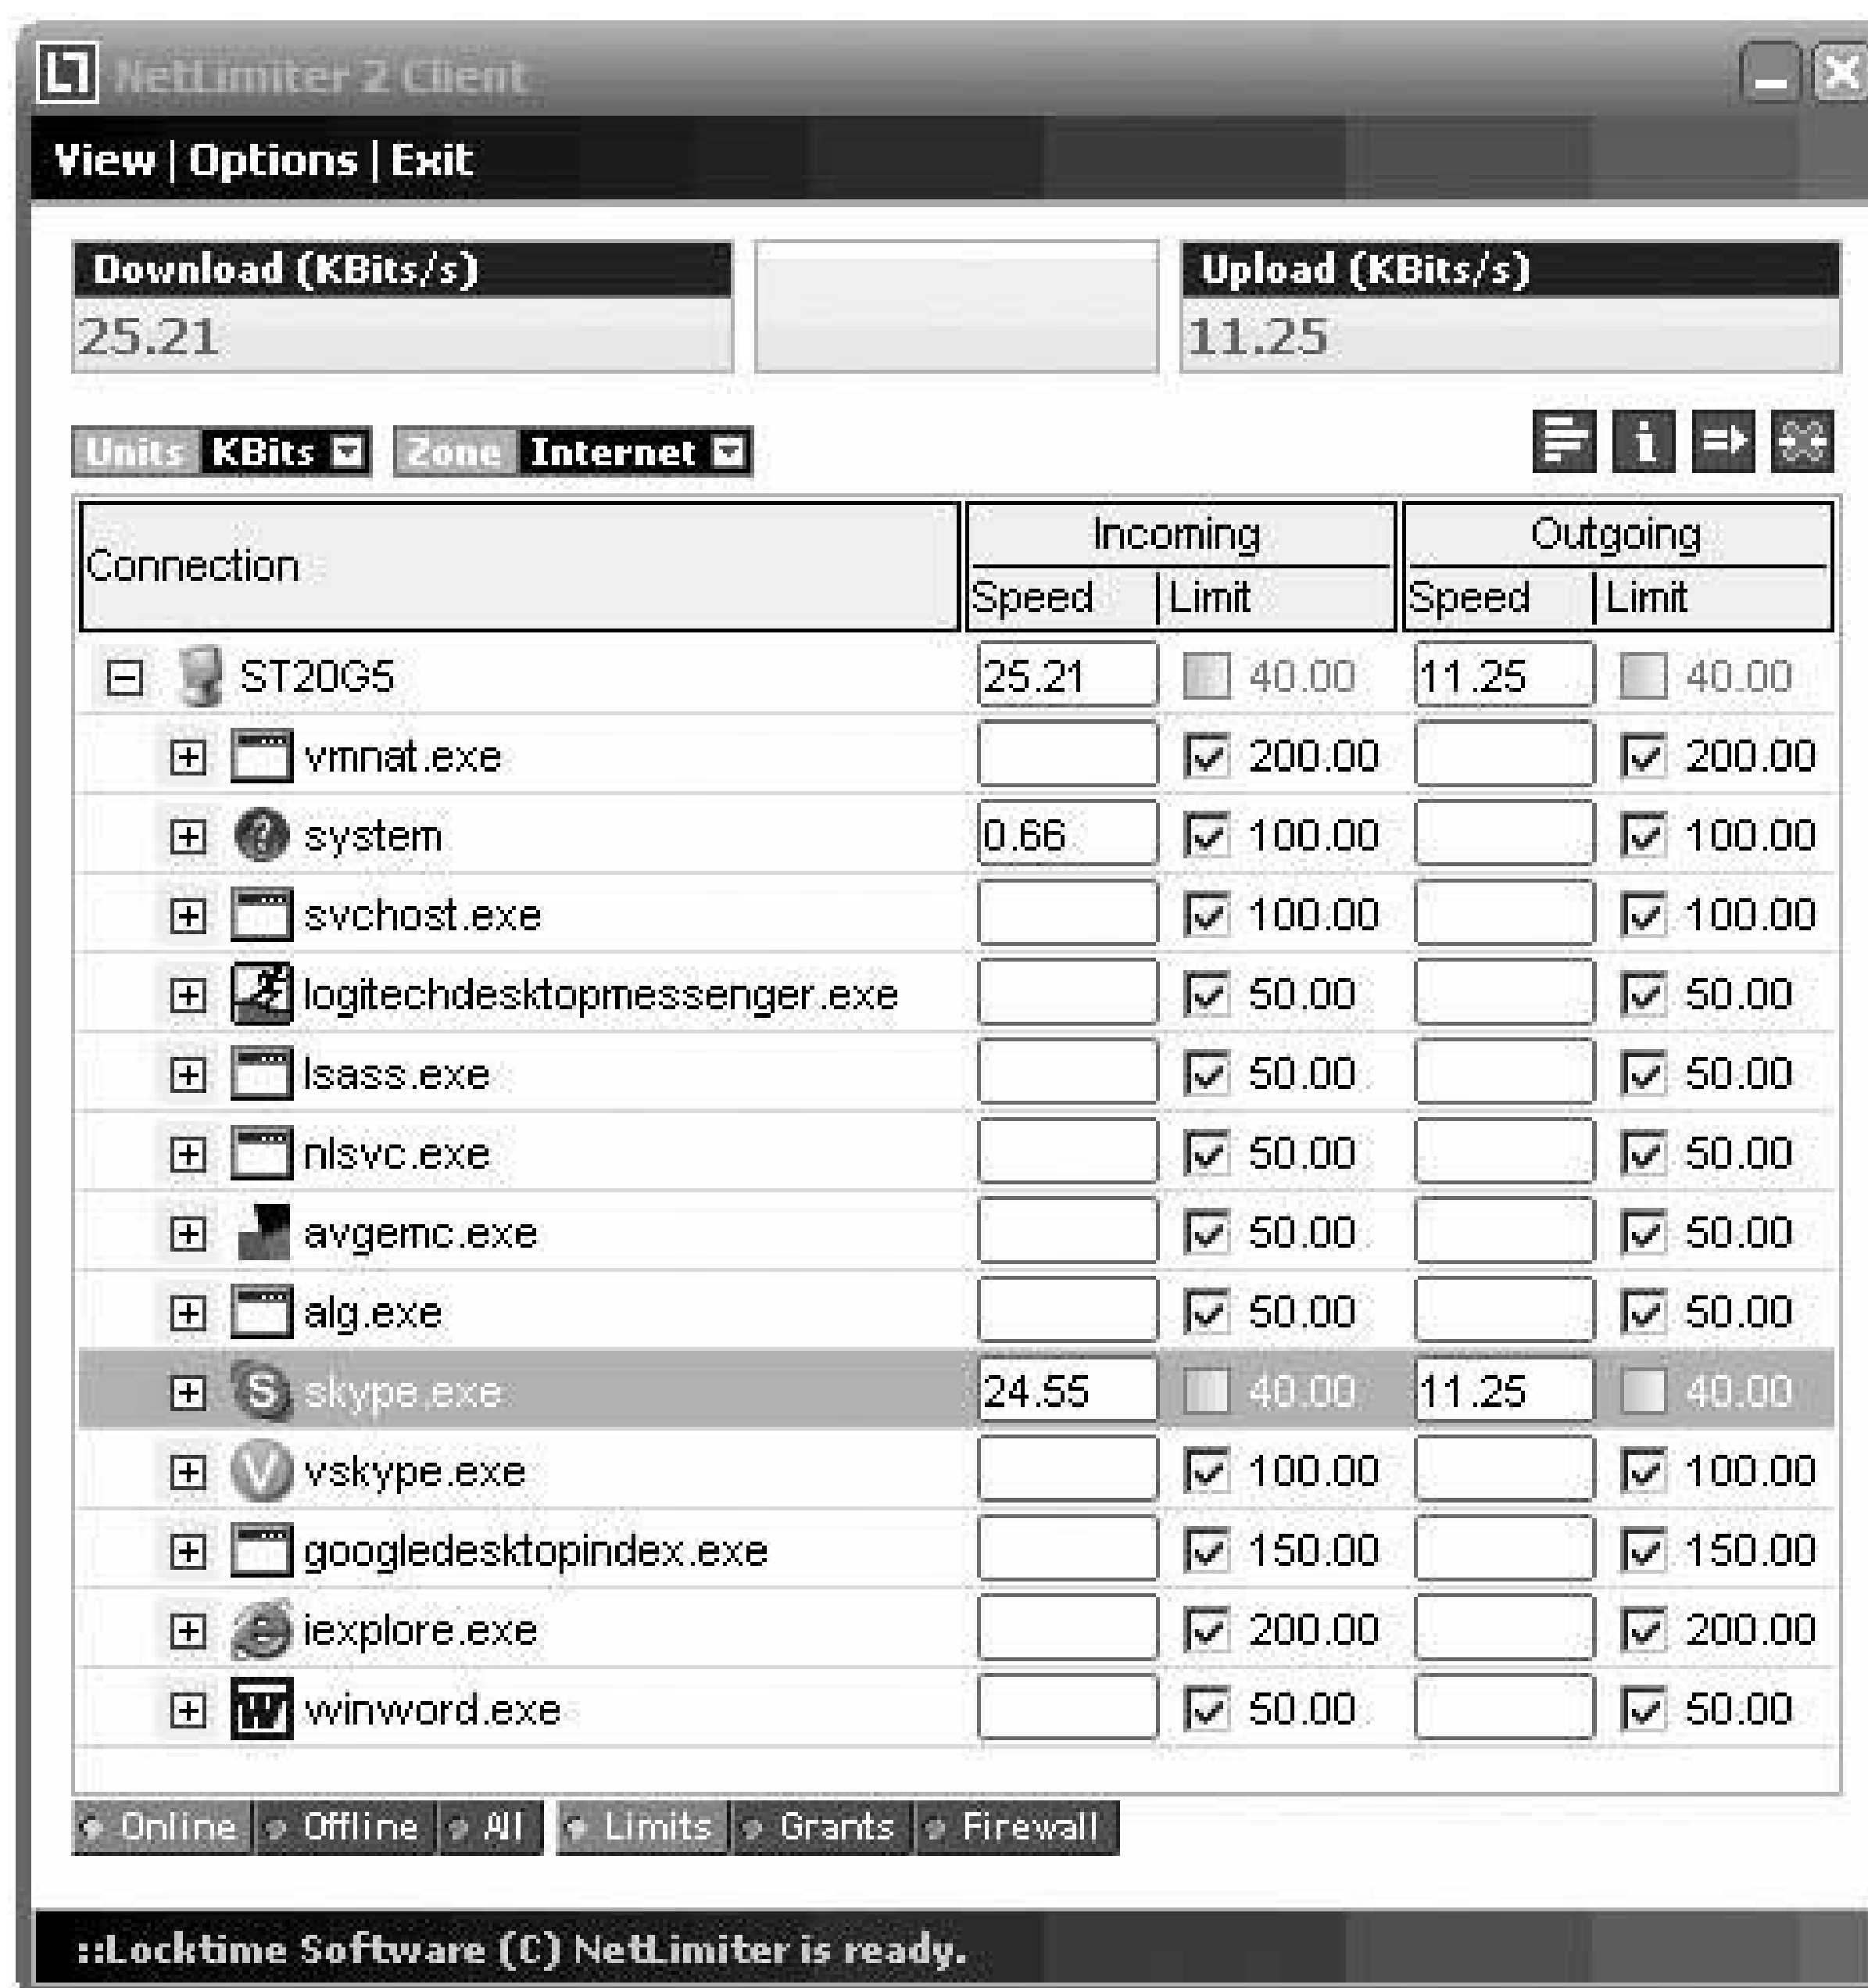 NetLimiter 2 Client
View | Options | Exit
Download (KBits/s)
Upload (KBits/s)
25.21
11.25
Units KBits Zone Internet
Connection Incoming Outgoing
Speed Limit Speed Limit
ST20G5 25.21 40.00 11.25 40.00
vmnat.exe 200.00 200.00
system 0.66 100.00 100.00
svchost.exe 100.00 100.00
logitechdesktopmessenger.exe 50.00 50.00
lsass.exe 50.00 50.00
nlsvc.exe 50.00 50.00
avgemc.exe 50.00 50.00
alg.exe 50.00 50.00
skype.exe 24.55 40.00 11.25 40.00
vskype.exe 100.00 100.00
googledesktopindex.exe 150.00 150.00
iexplore.exe 200.00 200.00
winword.exe 50.00 50.00
Online Offline All Limits Grants Firewall
::Locktime Software (C) NetLimiter is ready.